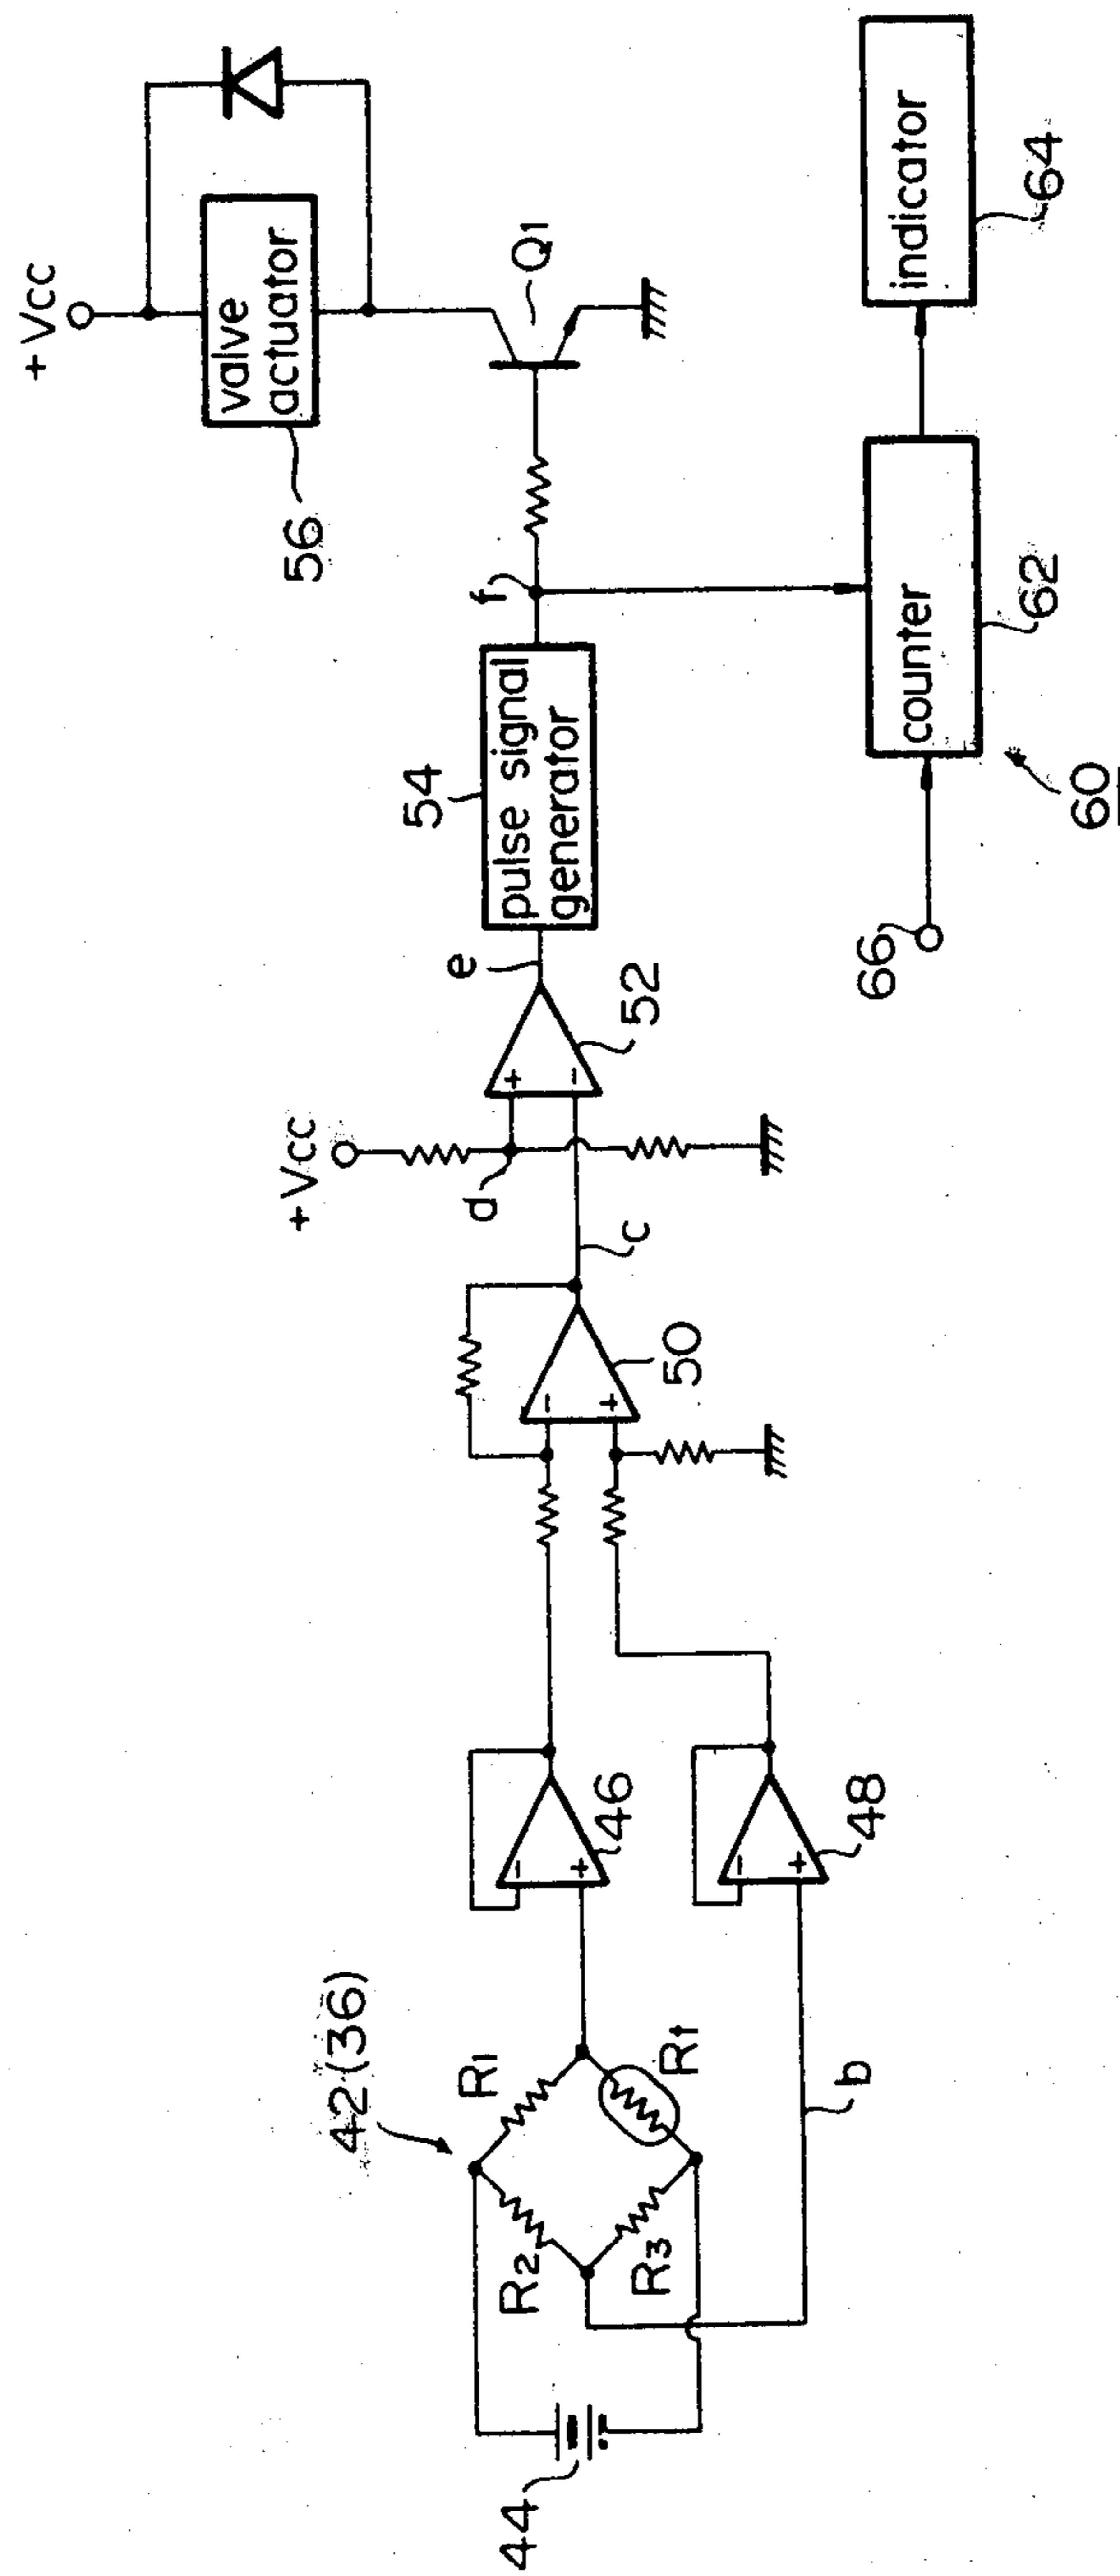 +Vcc
valve
actuator
56
Q1
f
54
pulse signal
generator
e
52
+Vcc
d
c
50
46
48
42(36)
R1
R2
R3
Rt
b
44
66
counter
62
60
indicator
64